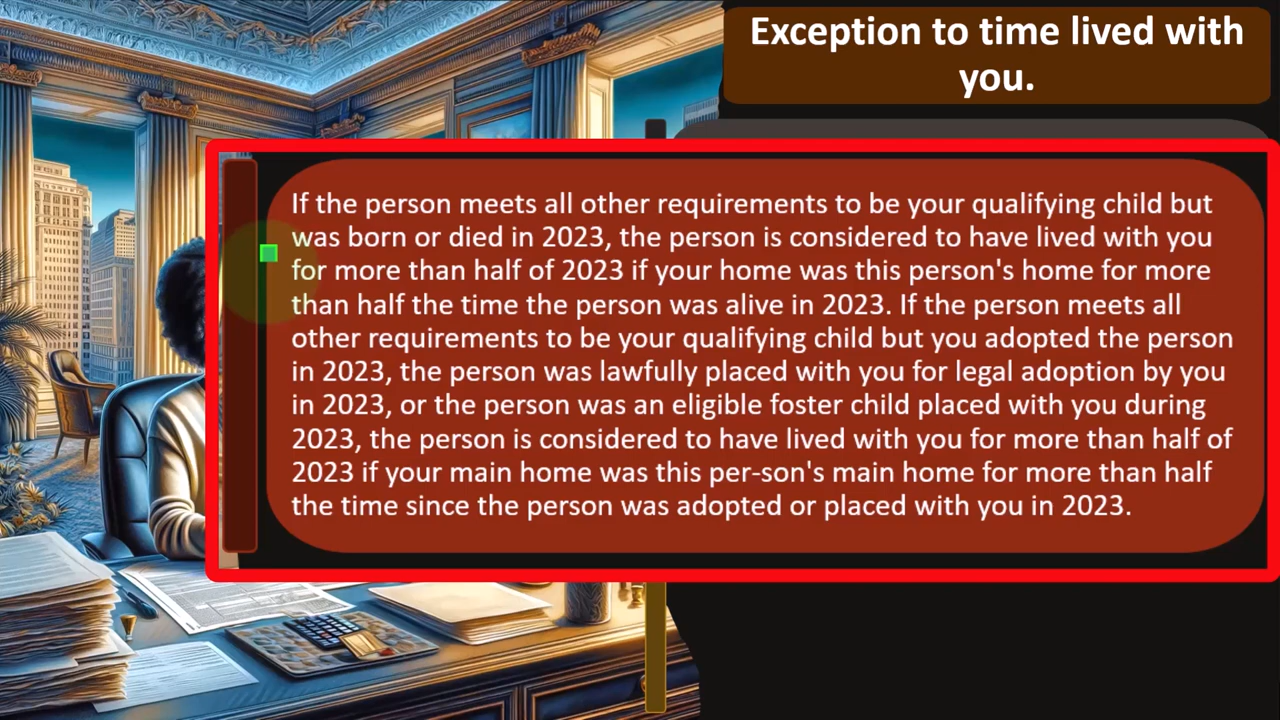 Exception to time lived with
you.
If the person meets all other requirements to be your qualifying child but
was born or died in 2023, the person is considered to have lived with you
for more than half of 2023 if your home was this person's home for more
than half the time the person was alive in 2023. If the person meets all
other requirements to be your qualifying child but you adopted the person
in 2023, the person was lawfully placed with you for legal adoption by you
in 2023, or the person was an eligible foster child placed with you during
2023, the person is considered to have lived with you for more than half of
2023 if your main home was this per-son's main home for more than half
the time since the person was adopted or placed with you in 2023.